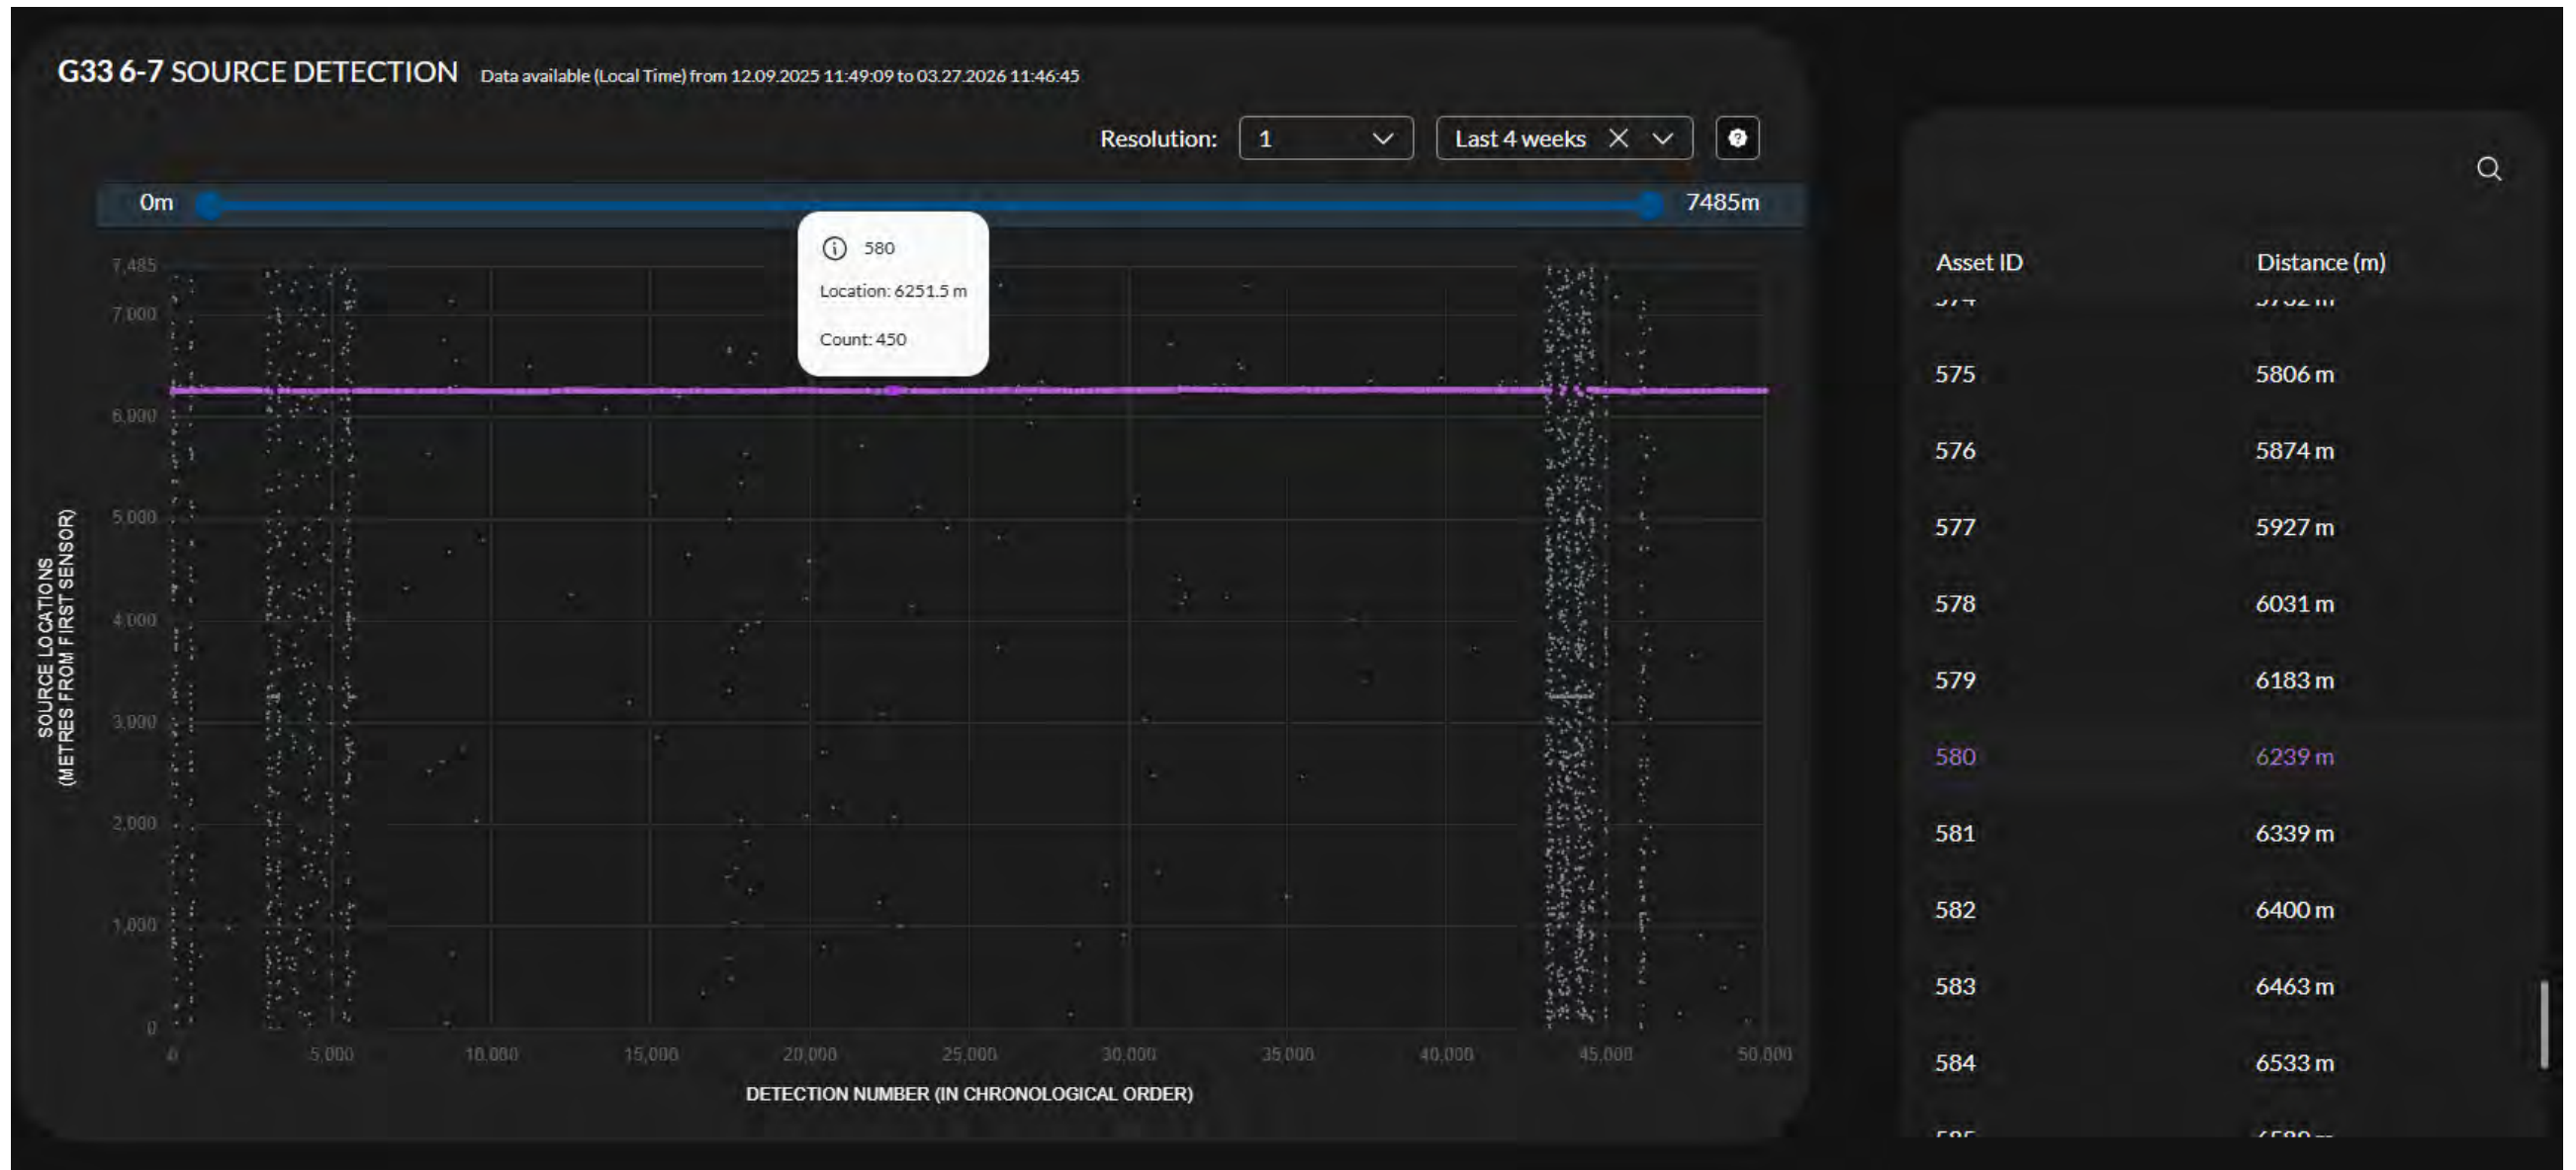 G33 6-7 SOURCE DETECTION Data available (Local Time) from 12.09.2025 11:49:09 to 03.27.2026 11:46:45
Resolution: 1 Last 4 weeks
0m 7485m
580
Location: 6251.5 m
Count: 450
7,485
7,000
6,000
5,000
4,000
3,000
2,000
1,000
0
SOURCE LOCATIONS
(METRES FROM FIRST SENSOR)
0 5,000 10,000 15,000 20,000 25,000 30,000 35,000 40,000 45,000 50,000
DETECTION NUMBER (IN CHRONOLOGICAL ORDER)
Asset ID Distance (m)
575 5806 m
576 5874 m
577 5927 m
578 6031 m
579 6183 m
580 6239 m
581 6339 m
582 6400 m
583 6463 m
584 6533 m